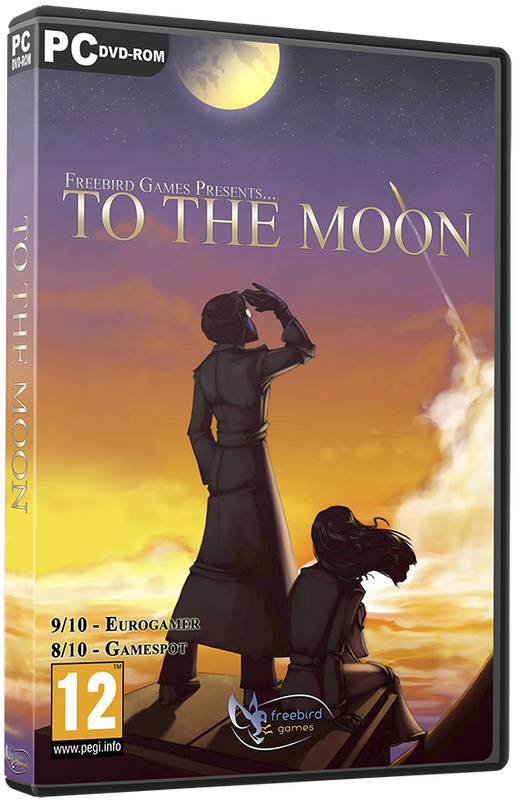 PC
DVD-ROM
PC DVD-ROM
FREEBIRD GAMES PRESENTS...
TO THE MOON
TO THE MOON
9/10 - EUROGAMER
8/10 - GAMESPOT
12
TM
www.pegi.info
freebird
games